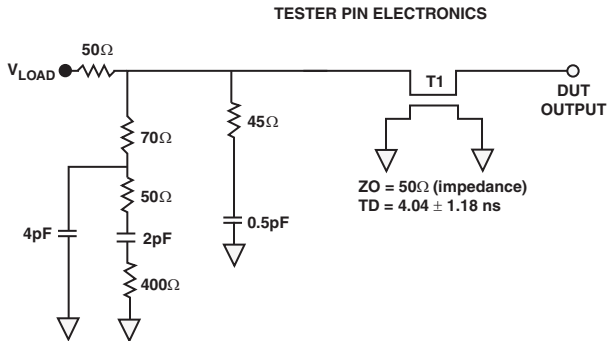 TESTER PIN ELECTRONICS
50Ω
VLOAD
T1
DUT
OUTPUT
70Ω
45Ω
ZO = 50Ω (impedance)
TD = 4.04 ± 1.18 ns
50Ω
0.5pF
4pF
2pF
400Ω